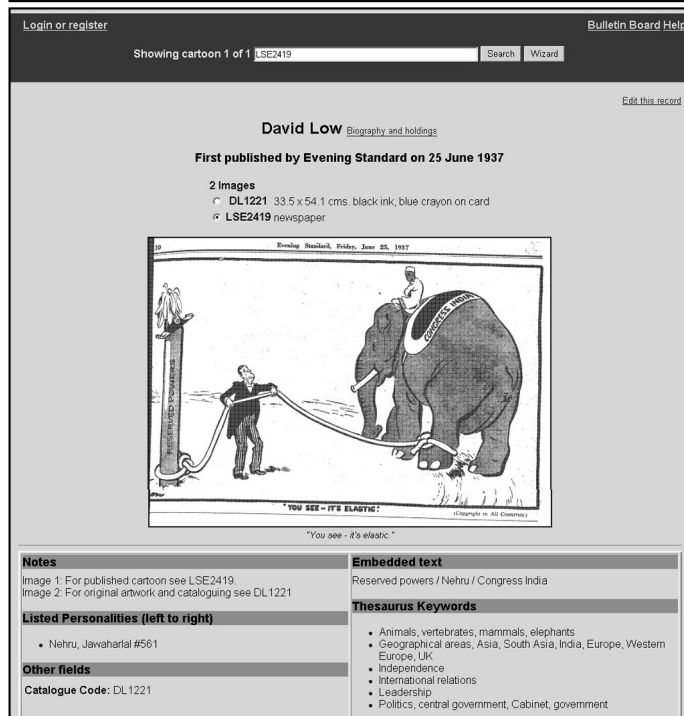 Login or register
Bulletin Board Help
Showing cartoon 1 of 1 LSE2419 Search Wizard
Edit this record
David Low Biography and holdings
First published by Evening Standard on 25 June 1937
2 Images
DL1221 33.5 x 54.1 cms. black ink, blue crayon on card
LSE2419 newspaper
10 Evening Standard, Friday, June 25, 1937
CONGRESS INDIA
RESERVED POWERS
"YOU SEE - IT'S ELASTIC."
(Copyright in All Countries.)
"You see - it's elastic."
Notes
Image 1: For published cartoon see LSE2419.
Image 2: For original artwork and cataloguing see DL1221
Listed Personalities (left to right)
• Nehru, Jawaharlal #561
Other fields
Catalogue Code: DL1221
Embedded text
Reserved powers / Nehru / Congress India
Thesaurus Keywords
• Animals, vertebrates, mammals, elephants
• Geographical areas, Asia, South Asia, India, Europe, Western
Europe, UK
• Independence
• International relations
• Leadership
• Politics, central government, Cabinet, government